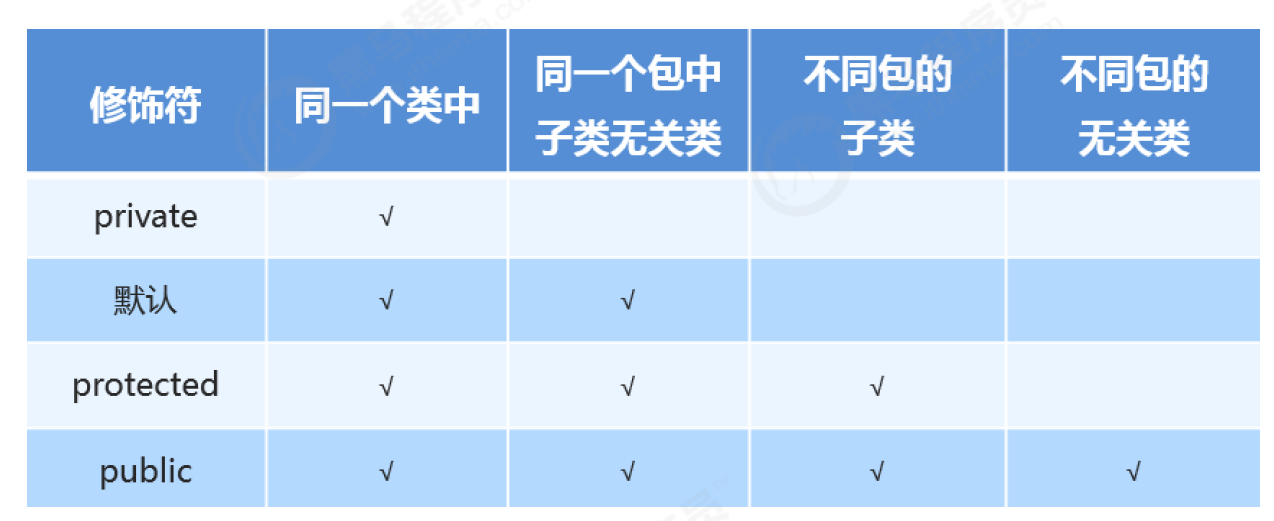 修饰符 同一个类中 同一个包中 不同包的 不同包的
子类无关类 子类 无关类
private √
默认 √ √
protected √ √ √
public √ √ √ √